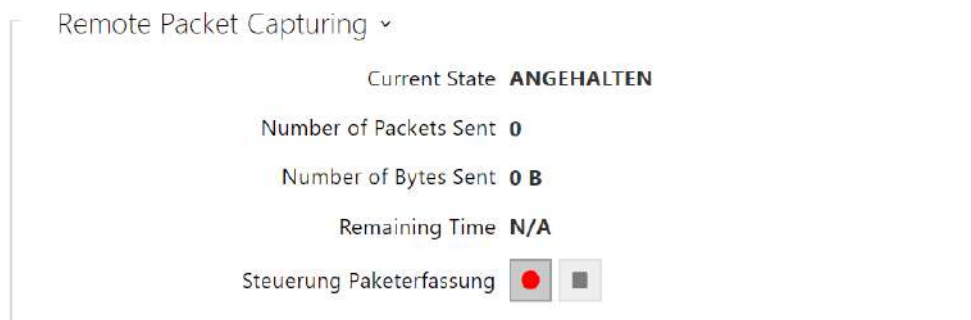 Remote Packet Capturing
Current State ANGEHALTEN
Number of Packets Sent 0
Number of Bytes Sent 0 B
Remaining Time N/A
Steuerung Paketerfassung